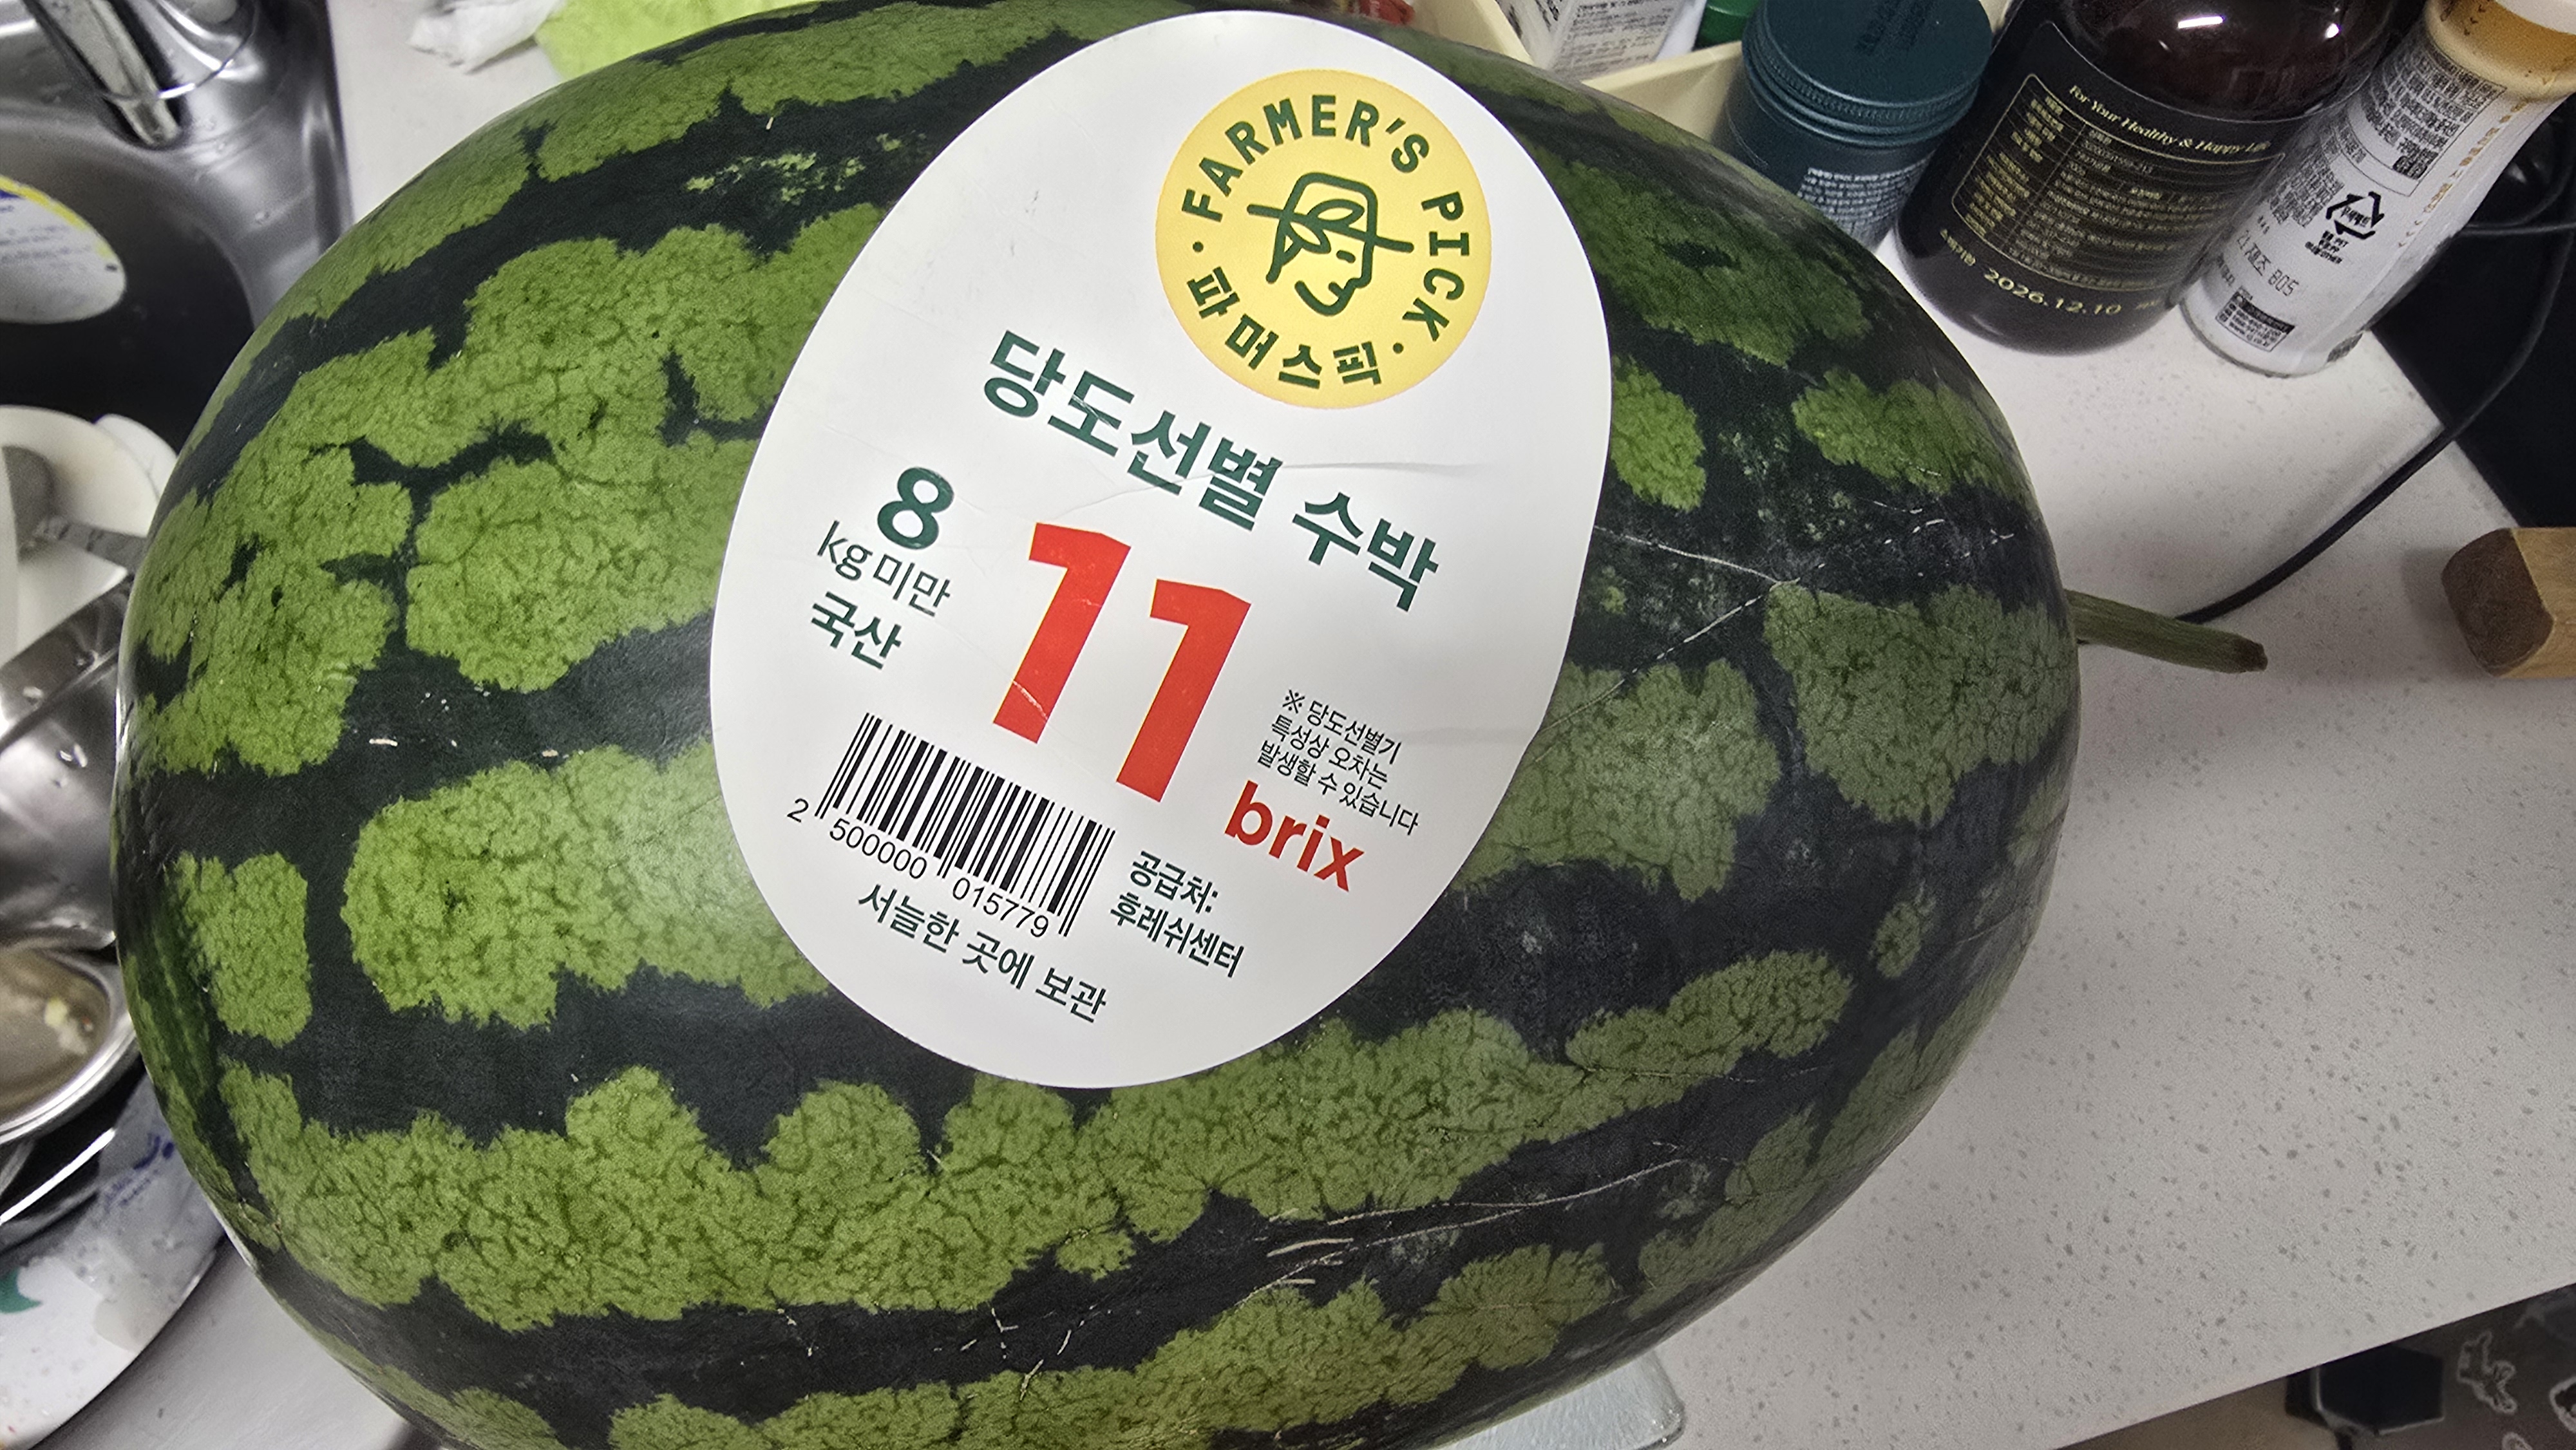 FARMER'S PICK
파머스픽
당도선별 수박
8
kg 미만
국산
11
brix
※ 당도선별기
특성상 오차는
발생할 수 있습니다
2 500000 015779
공급처:
후레쉬센터
서늘한 곳에 보관
For Your Healthy & Happy Life
2026.12.10